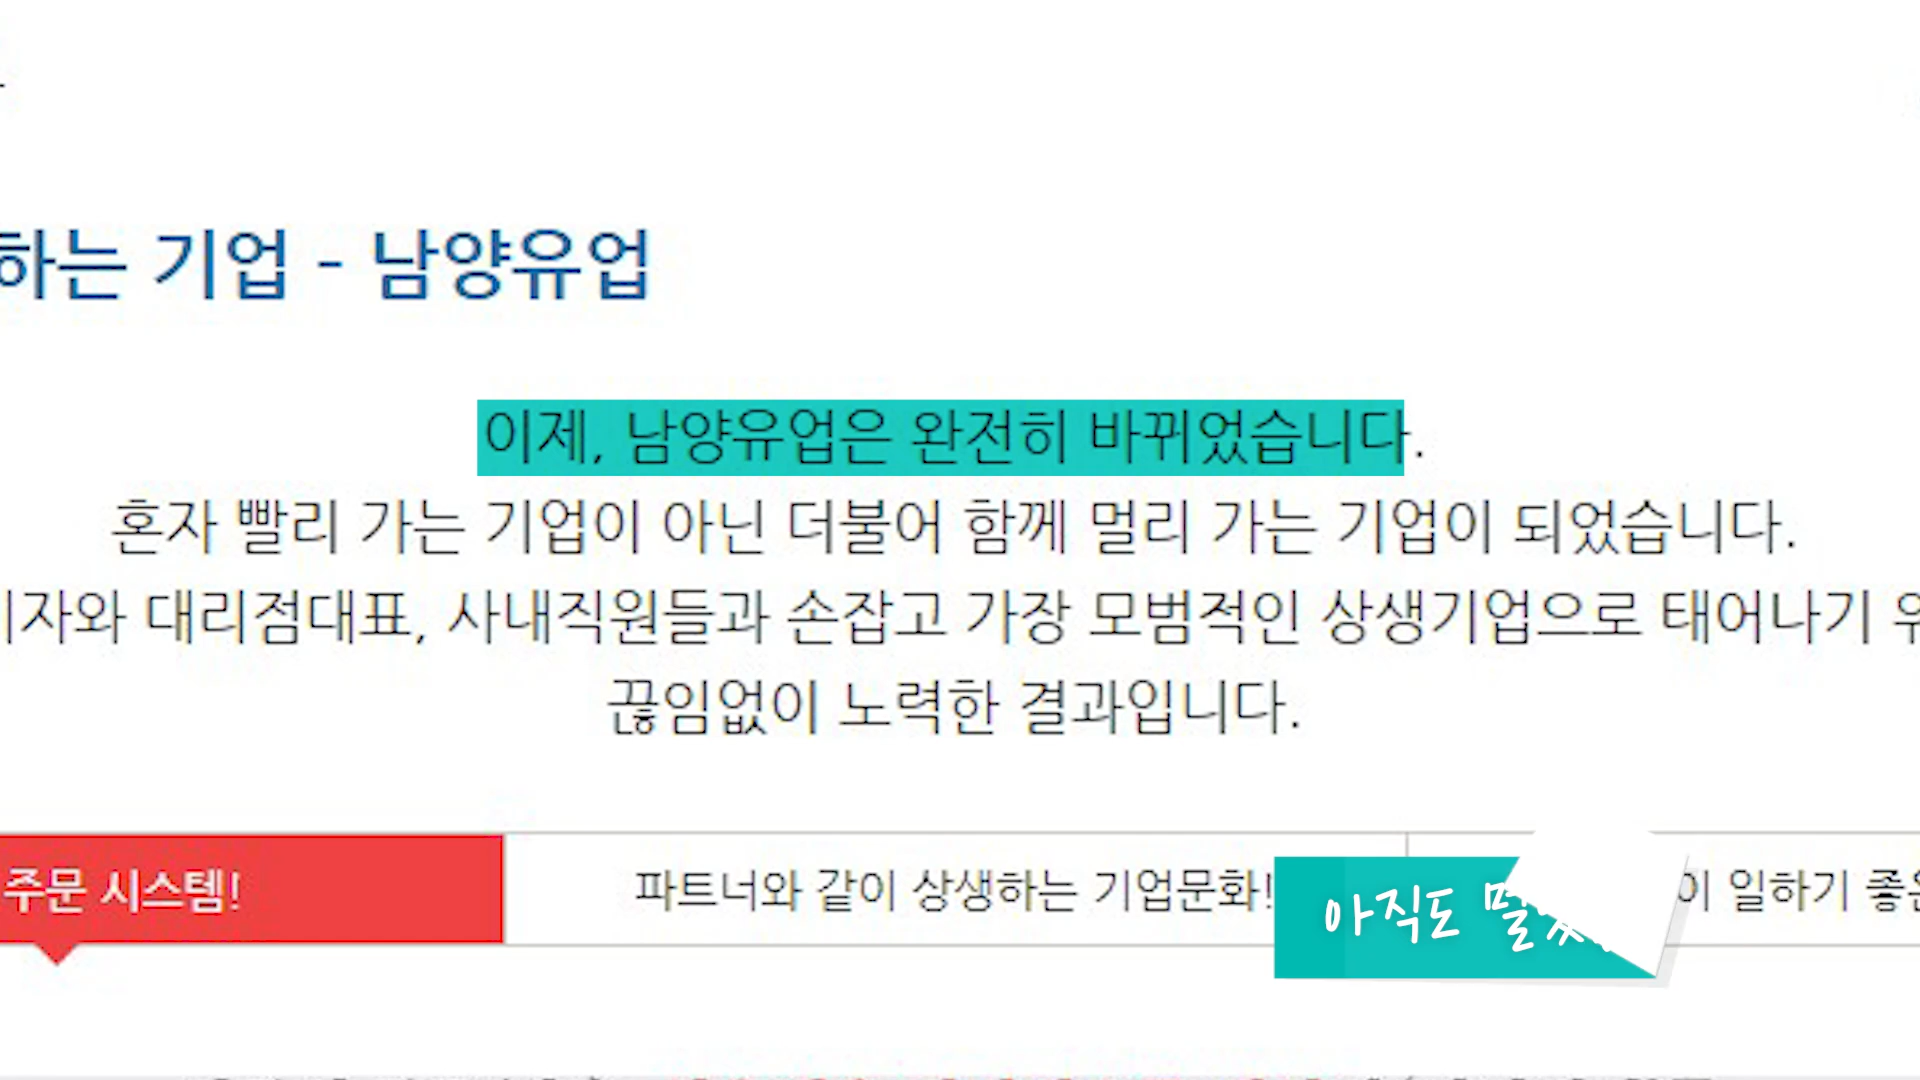 하는 기업 - 남양유업
이제, 남양유업은 완전히 바뀌었습니다.
혼자 빨리 가는 기업이 아닌 더불어 함께 멀리 가는 기업이 되었습니다.
대리점대표, 사내직원들과 손잡고 가장 모범적인 상생기업으로 태어나기
끊임없이 노력한 결과입니다.
주문 시스템!
파트너와 같이 상생하는 기업문화!
아직도
일하기